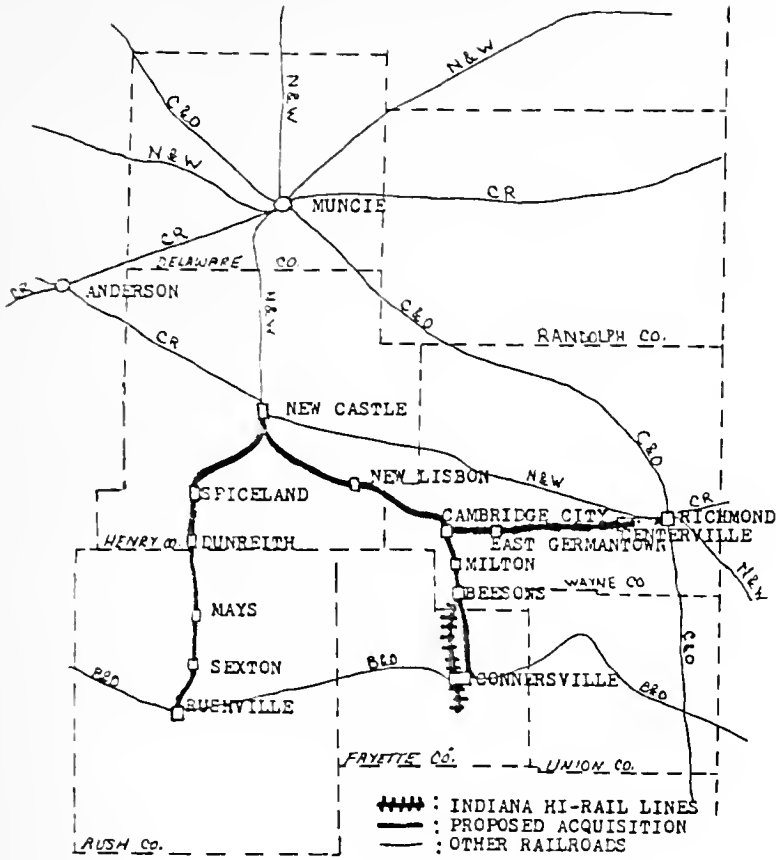 N&W
N&W
C&O
N&W
CR
MUNCIE
CR
DELAWARE CO.
CR
ANDERSON
N&W
C&O
RANDOLPH CO.
CR
NEW CASTLE
C&O
NEW LISBON
N&W
SPICELAND
CR
CAMBRIDGE CITY
RICHMOND
CENTERVILLE
HENRY CO.
DUNREITH
EAST GERMANTOWN
MILTON
N&W
WAYNE CO
BEESONS
MAYS
C&O
SEXTON
B&O
B&O
CONNERSVILLE
B&O
RUSHVILLE
FAYETTE CO.
UNION CO.
: INDIANA HI-RAIL LINES
: PROPOSED ACQUISITION
: OTHER RAILROADS
RUSH CO.